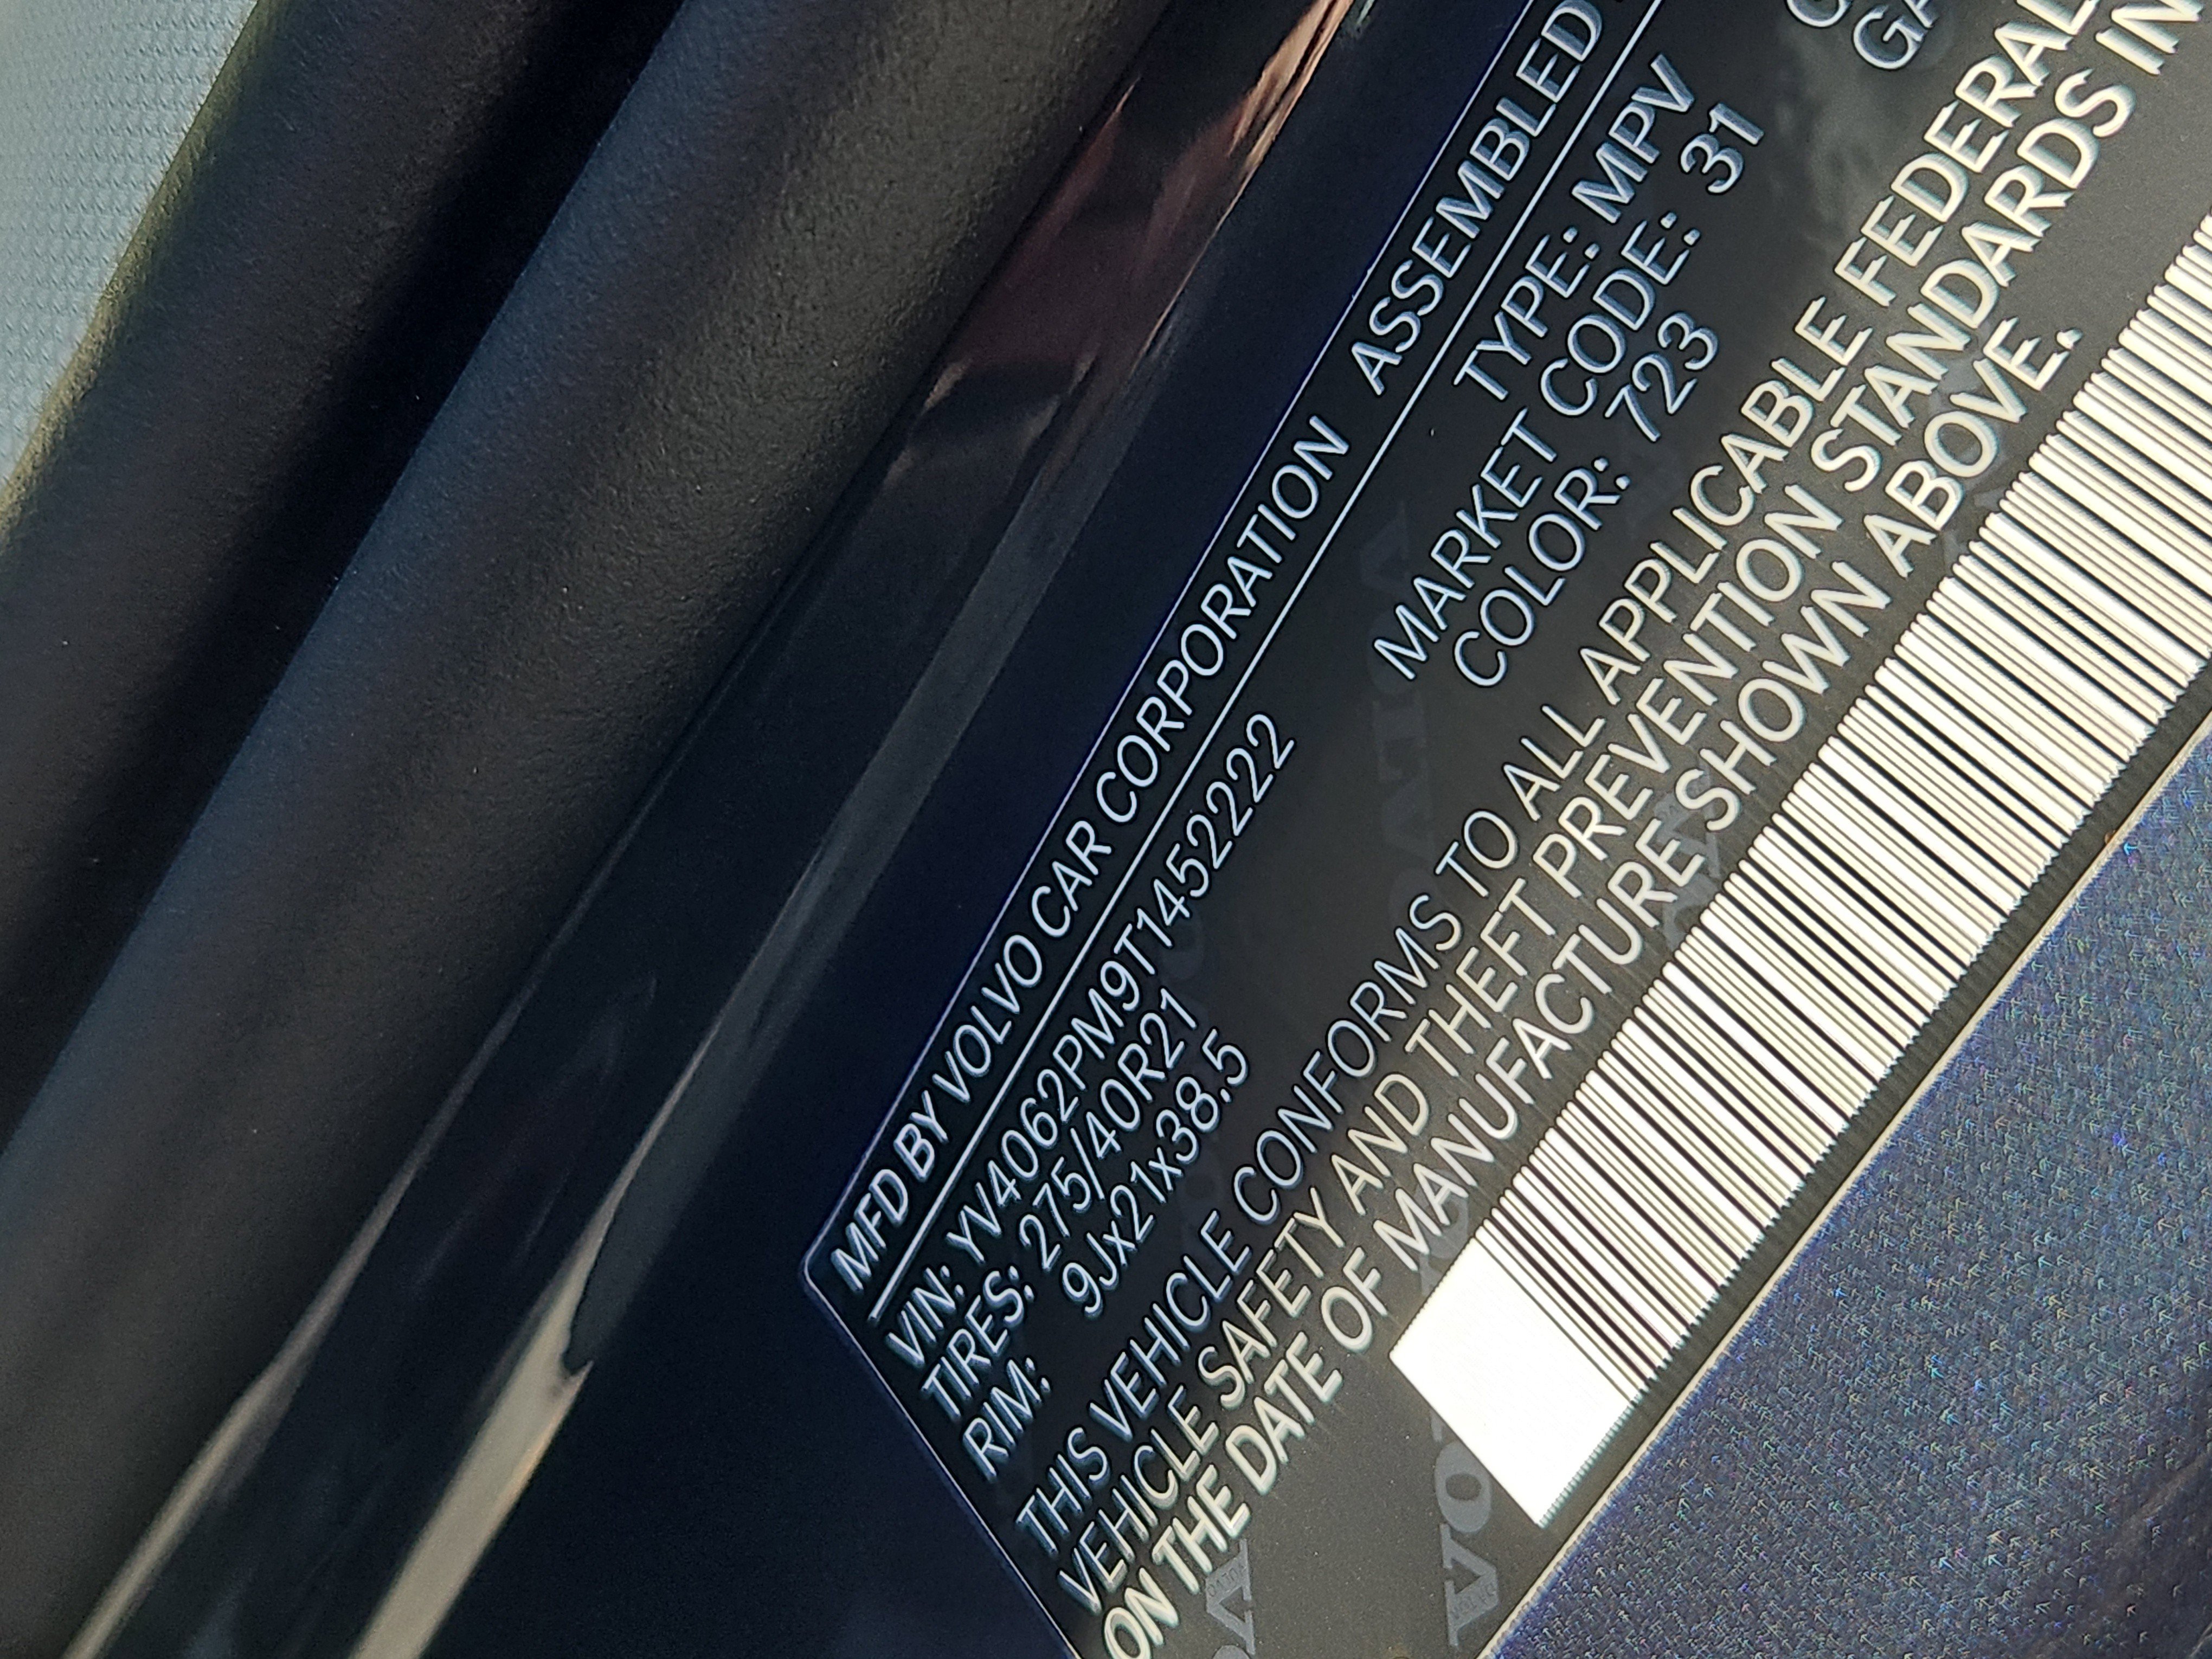 MFD BY VOLVO CAR CORPORATION ASSEMBLED
VIN: YV4062PM9T1452222 TYPE: MPV
TIRES: 275/40R21 MARKET CODE: 31
RIM: 9Jx21x38.5 COLOR: 723
THIS VEHICLE CONFORMS TO ALL APPLICABLE FEDERAL
VEHICLE SAFETY AND THEFT PREVENTION STANDARDS IN
ON THE DATE OF MANUFACTURE SHOWN ABOVE.